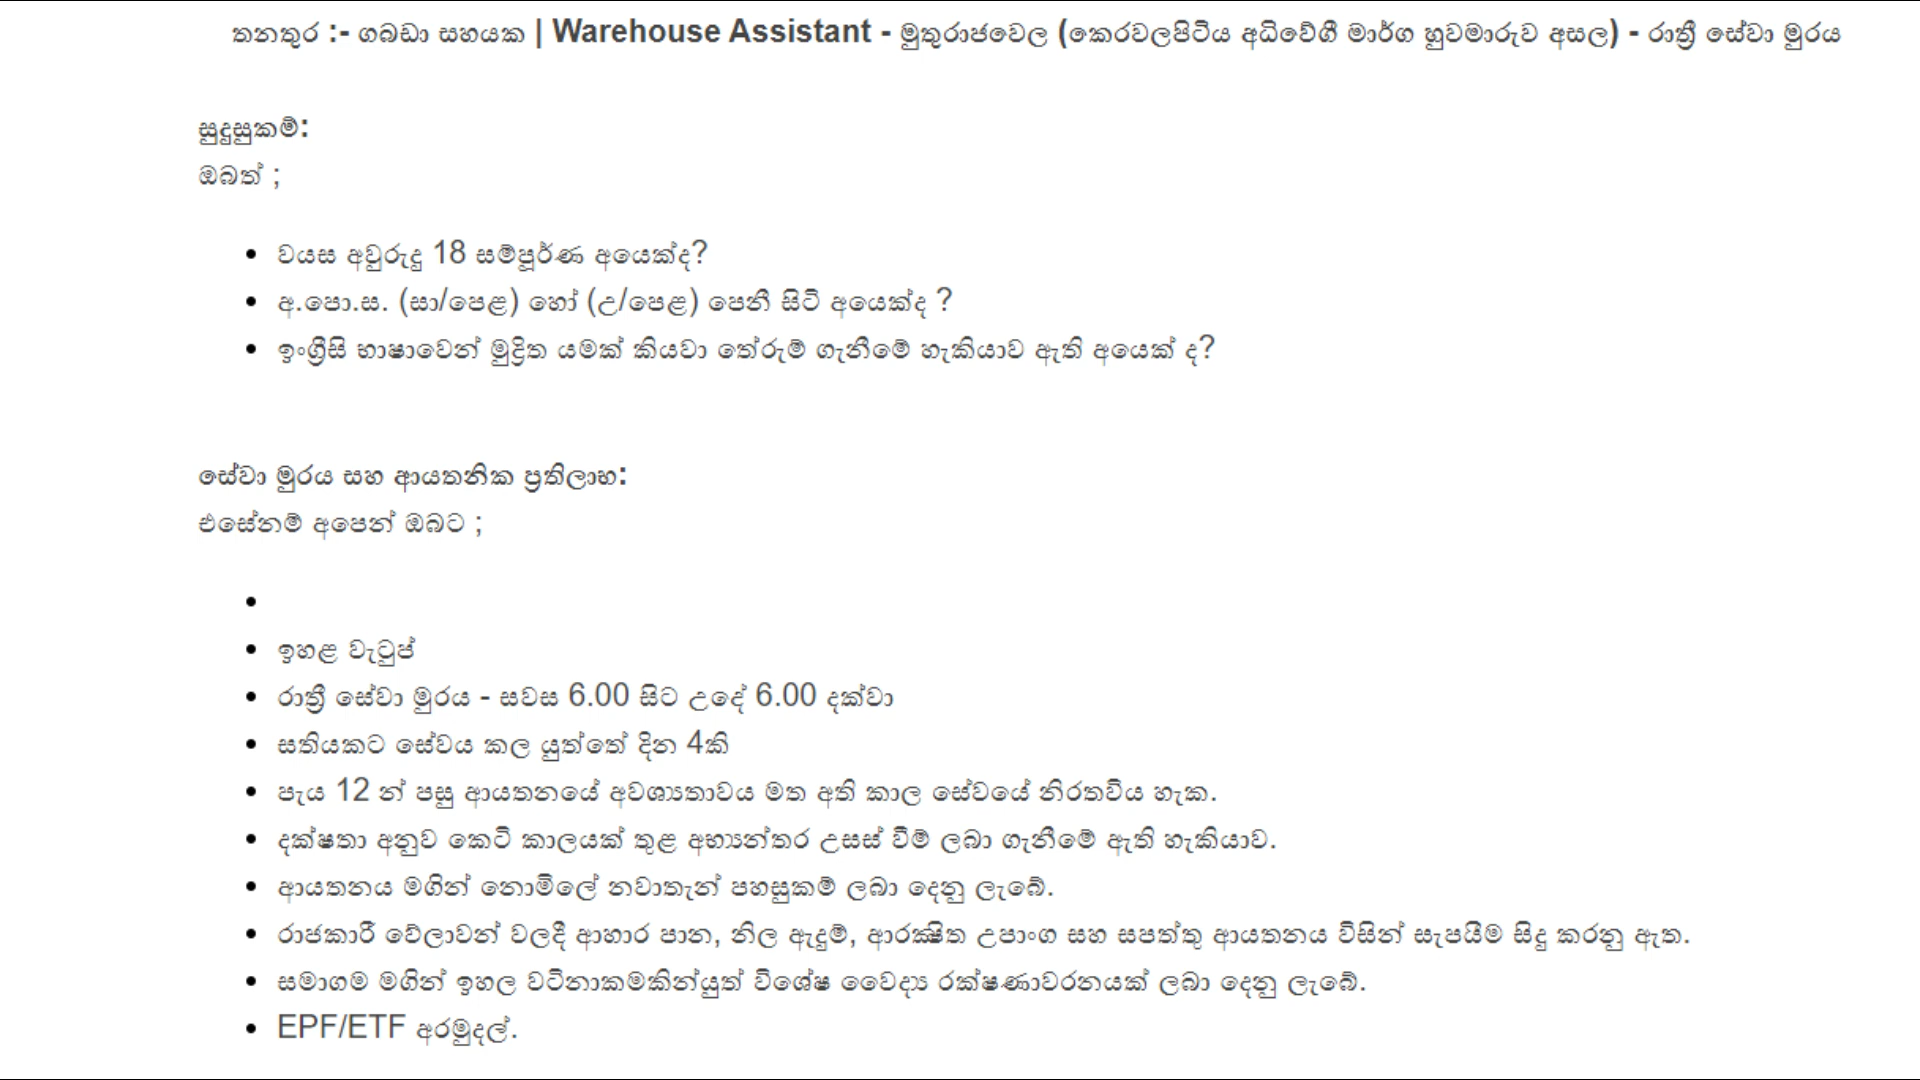 තනතුර :- ගබඩා සහයක | Warehouse Assistant - මුතුරාජවෙල (කෙරවලපිටිය අධිවේගී මාර්ග හුවමාරුව අසල) - රාත්‍රී සේවා මුරය
සුදුසුකම්:
ඔබත් ;
• වයස අවුරුදු 18 සම්පූර්ණ අයෙක්ද?
• අ.පො.ස. (සා/පෙළ) හෝ (උ/පෙළ) පෙනී සිටි අයෙක්ද ?
• ඉංග්‍රීසි භාෂාවෙන් මුද්‍රිත යමක් කියවා තේරුම් ගැනීමේ හැකියාව ඇති අයෙක් ද?
සේවා මුරය සහ ආයතනික ප්‍රතිලාභ:
එසේනම් අපෙන් ඔබට ;
•
• ඉහළ වැටුප්
• රාත්‍රී සේවා මුරය - සවස 6.00 සිට උදේ 6.00 දක්වා
• සතියකට සේවය කල යුත්තේ දින 4කි
• පැය 12 න් පසු ආයතනයේ අවශ්‍යතාවය මත අති කාල සේවයේ නිරතවිය හැක.
• දක්ෂතා අනුව කෙටි කාලයක් තුළ අභ්‍යන්තර උසස් වීම් ලබා ගැනීමේ ඇති හැකියාව.
• ආයතනය මගින් නොමිලේ නවාතැන් පහසුකම් ලබා දෙනු ලැබේ.
• රාජකාරී වේලාවන් වලදී ආහාර පාන, නිල ඇදුම්, ආරක්‍ෂිත උපාංග සහ සපත්තු ආයතනය විසින් සැපයීම සිදු කරනු ඇත.
• සමාගම මගින් ඉහල වටිනාකමකින්යුත් විශේෂ වෛද්‍ය රක්ෂණාවරනයක් ලබා දෙනු ලැබේ.
• EPF/ETF අරමුදල්.